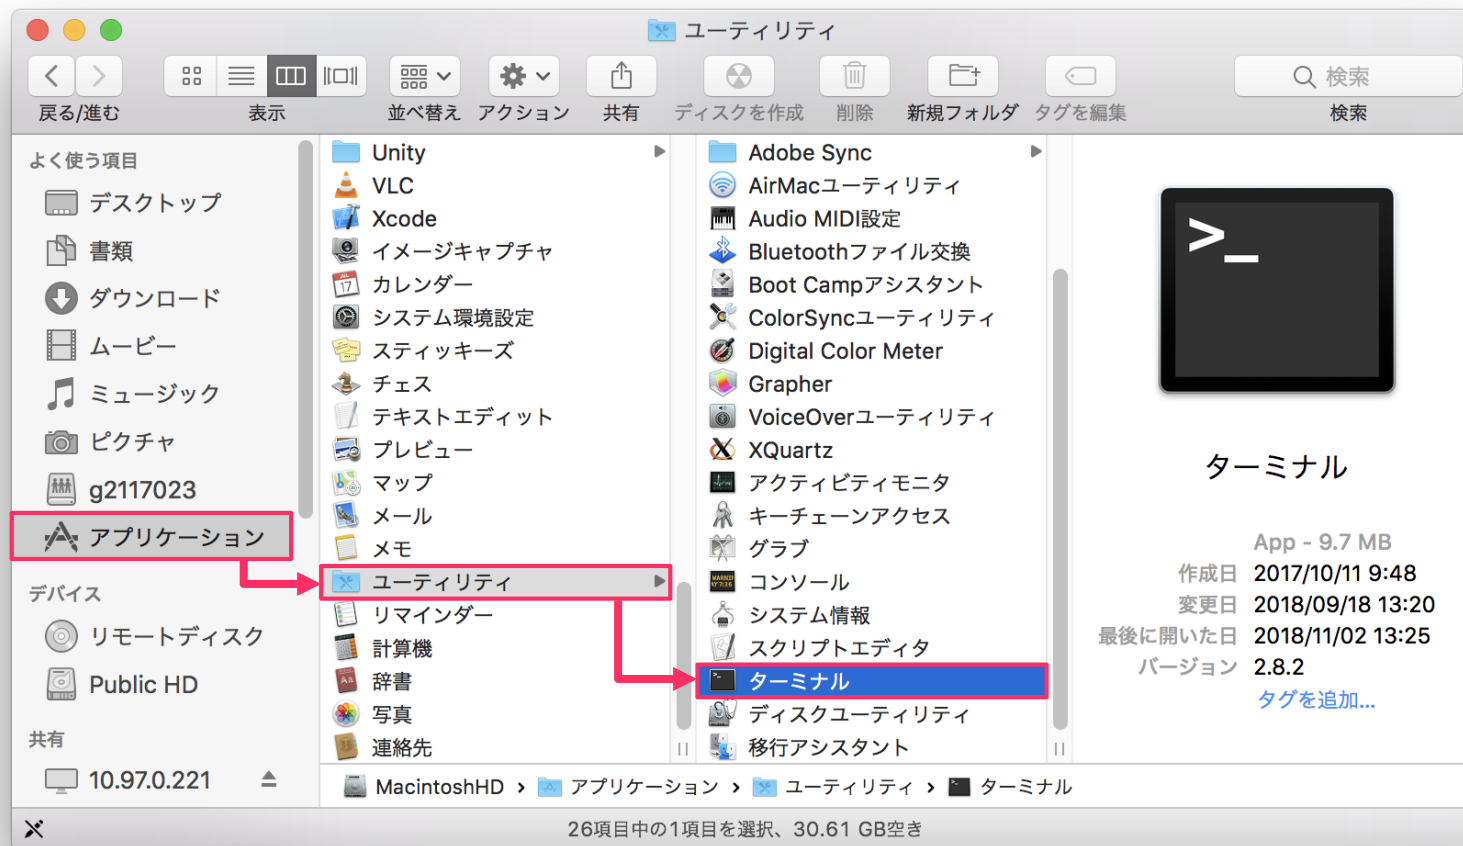 ユーティリティ
戻る/進む
表示
並べ替え
アクション
共有
ディスクを作成
削除
新規フォルダ
タグを編集
検索
検索
よく使う項目
デスクトップ
書類
ダウンロード
ムービー
ミュージック
ピクチャ
g2117023
アプリケーション
デバイス
リモートディスク
Public HD
共有
10.97.0.221
Unity
VLC
Xcode
イメージキャプチャ
カレンダー
システム環境設定
スティッキーズ
チェス
テキストエディット
プレビュー
マップ
メール
メモ
ユーティリティ
リマインダー
計算機
辞書
写真
連絡先
Adobe Sync
AirMacユーティリティ
Audio MIDI設定
Bluetoothファイル交換
Boot Campアシスタント
ColorSyncユーティリティ
Digital Color Meter
Grapher
VoiceOverユーティリティ
XQuartz
アクティビティモニタ
キーチェーンアクセス
グラブ
コンソール
システム情報
スクリプトエディタ
ターミナル
ディスクユーティリティ
移行アシスタント
>_
ターミナル
App - 9.7 MB
作成日 2017/10/11 9:48
変更日 2018/09/18 13:20
最後に開いた日 2018/11/02 13:25
バージョン 2.8.2
タグを追加...
MacintoshHD › アプリケーション › ユーティリティ › ターミナル
26項目中の1項目を選択、30.61 GB空き